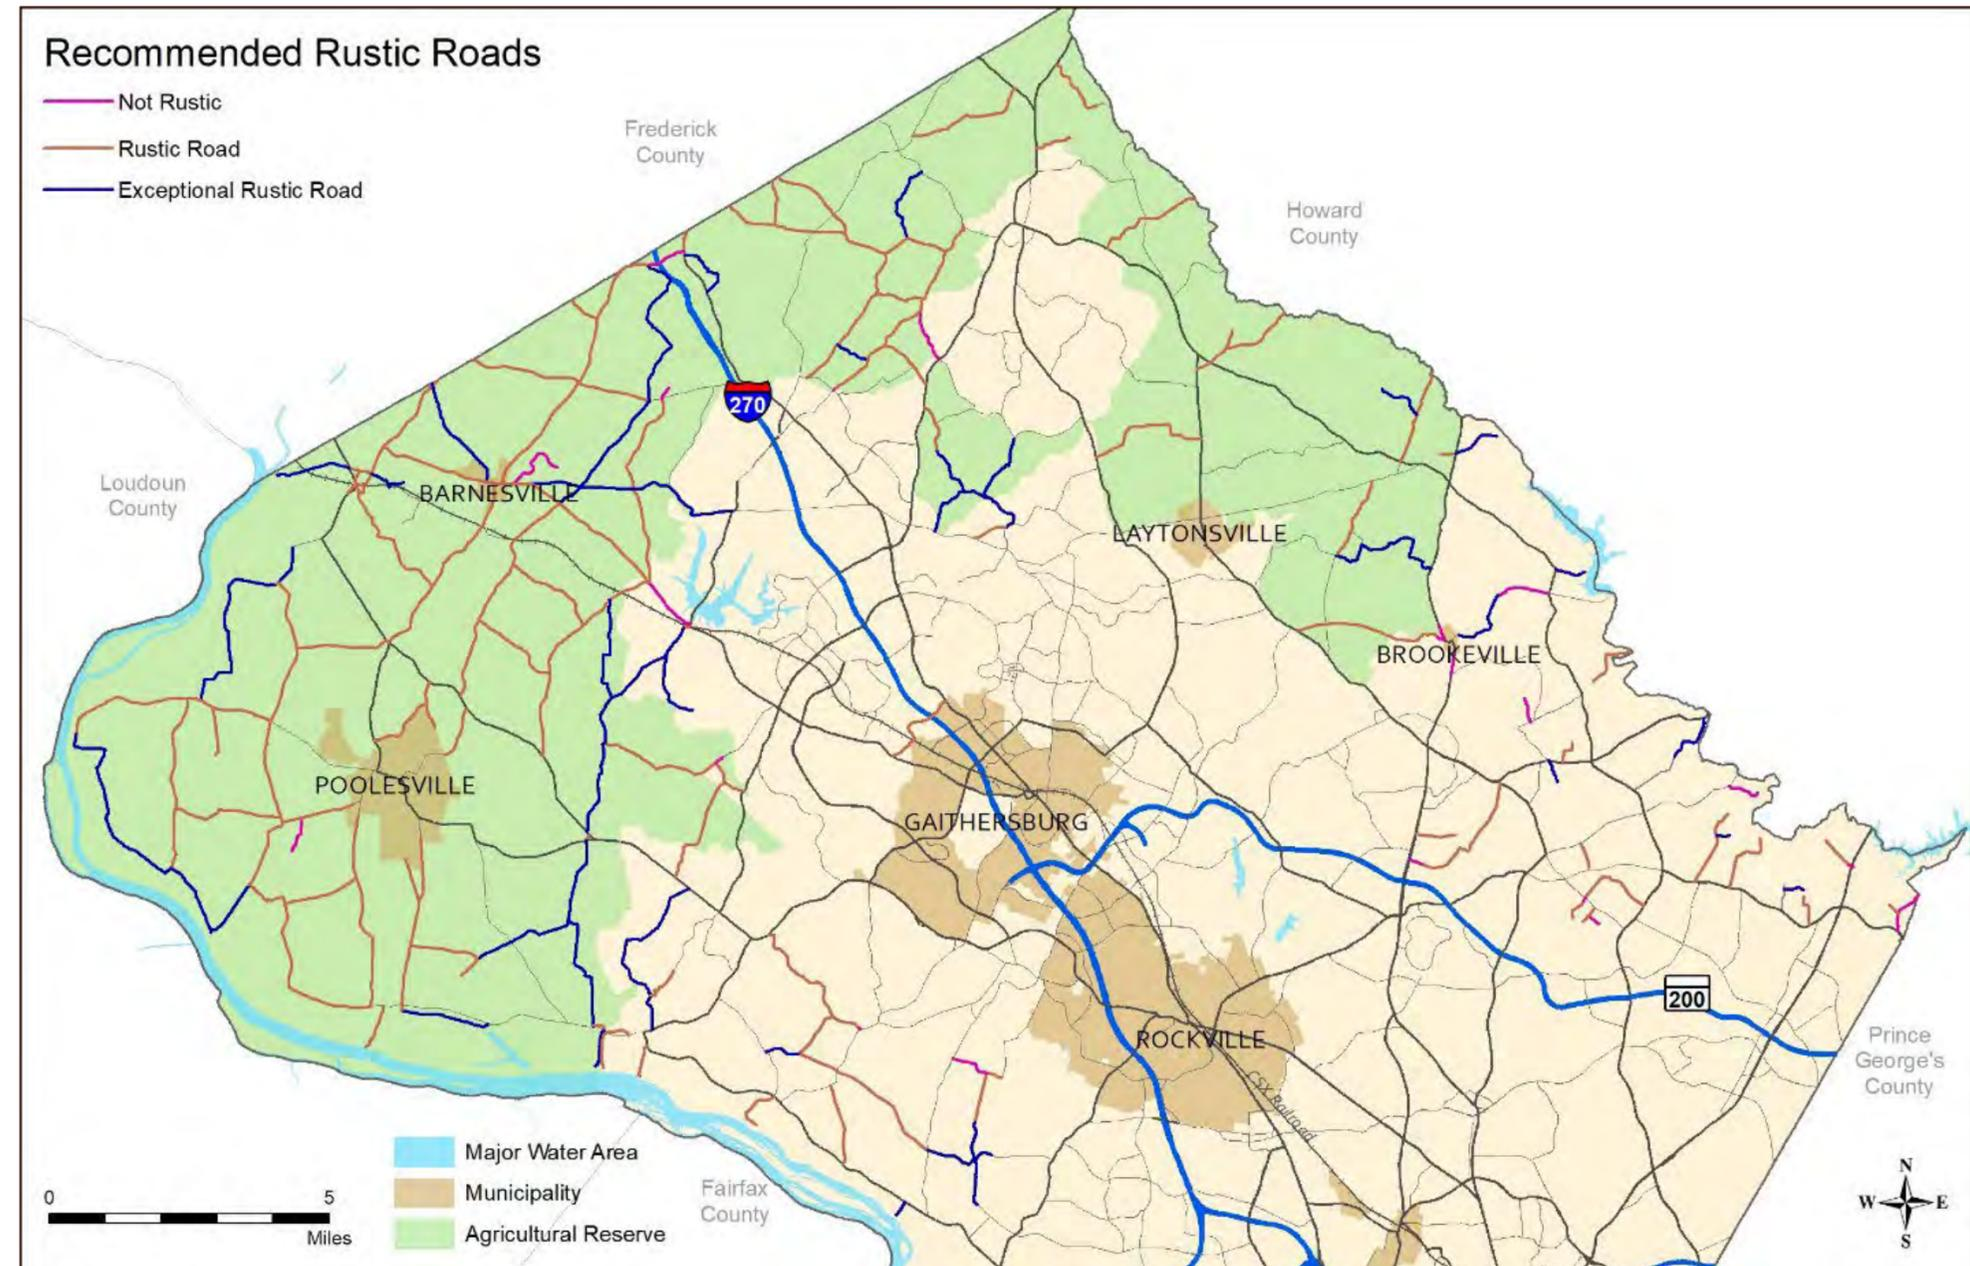 Recommended Rustic Roads
Not Rustic
Rustic Road
Exceptional Rustic Road
Frederick
County
Howard
County
270
Loudoun
County
BARNESVILLE
LAYTONSVILLE
BROOKEVILLE
POOLESVILLE
GAITHERSBURG
200
ROCKVILLE
Prince
George's
County
CSX Railroad
Major Water Area
Municipality
Agricultural Reserve
Fairfax
County
0 5
Miles
N
W E
S